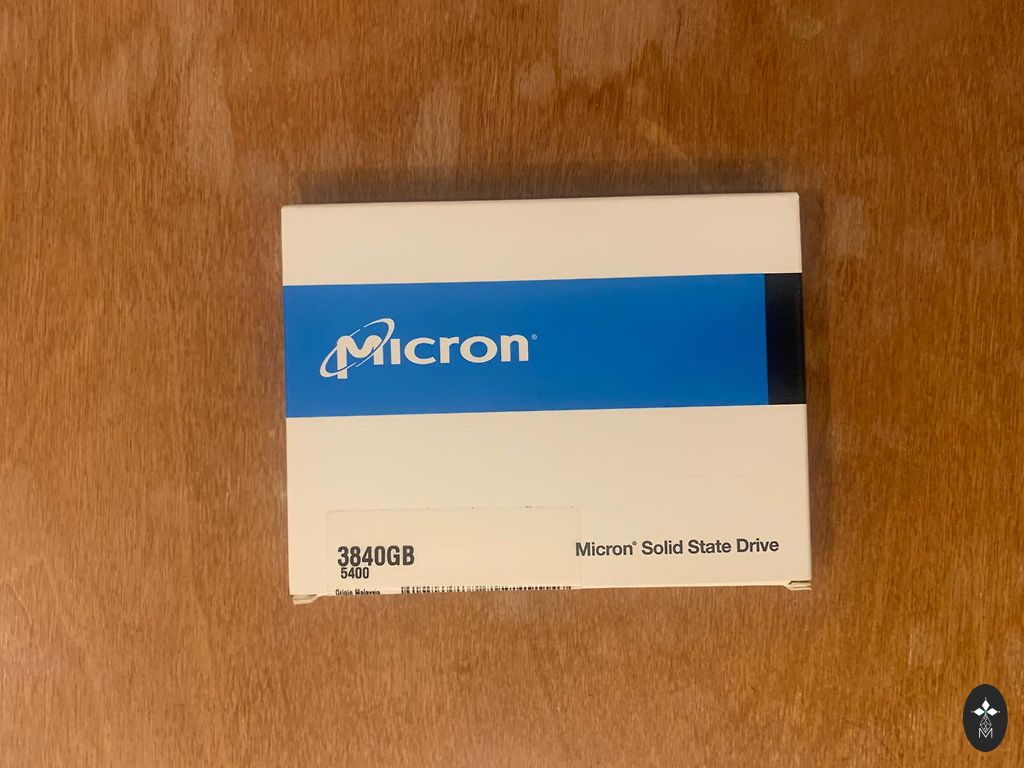 Micron®
3840GB
Micron® Solid State Drive
5400
Origin Malaysia
M